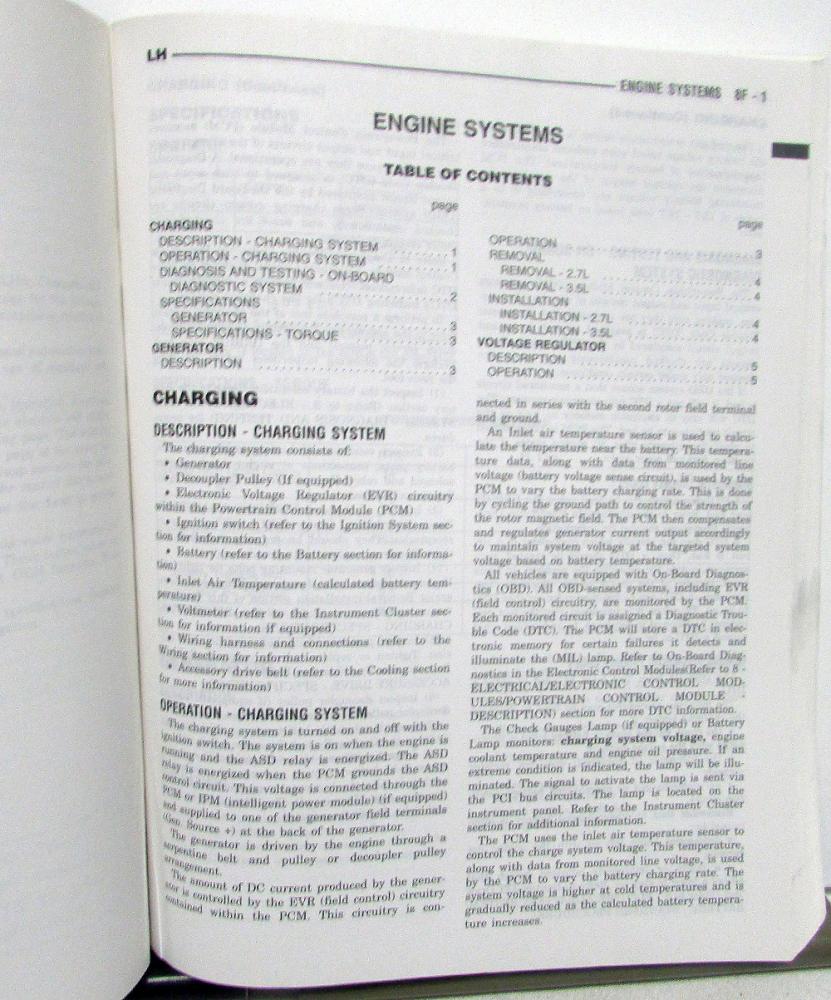 LH
ENGINE SYSTEMS 8F - 1
ENGINE SYSTEMS
TABLE OF CONTENTS
page
CHARGING
DESCRIPTION - CHARGING SYSTEM . . . . . . . . 1
OPERATION - CHARGING SYSTEM . . . . . . . . . 1
DIAGNOSIS AND TESTING - ON-BOARD
DIAGNOSTIC SYSTEM . . . . . . . . . . . . . . 2
SPECIFICATIONS
GENERATOR . . . . . . . . . . . . . . . . . . 3
SPECIFICATIONS - TORQUE . . . . . . . . . . . 3
GENERATOR
DESCRIPTION . . . . . . . . . . . . . . . . . 3
page
OPERATION . . . . . . . . . . . . . . . . . . 3
REMOVAL
REMOVAL - 2.7L . . . . . . . . . . . . . . . . 4
REMOVAL - 3.5L . . . . . . . . . . . . . . . . 4
INSTALLATION
INSTALLATION - 2.7L . . . . . . . . . . . . . 4
INSTALLATION - 3.5L . . . . . . . . . . . . . 4
VOLTAGE REGULATOR
DESCRIPTION . . . . . . . . . . . . . . . . . 5
OPERATION . . . . . . . . . . . . . . . . . . 5
CHARGING
DESCRIPTION - CHARGING SYSTEM
The charging system consists of:
• Generator
• Decoupler Pulley (If equipped)
• Electronic Voltage Regulator (EVR) circuitry
within the Powertrain Control Module (PCM)
• Ignition switch (refer to the Ignition System sec-
tion for information)
• Battery (refer to the Battery section for informa-
tion)
• Inlet Air Temperature (calculated battery tem-
perature)
• Voltmeter (refer to the Instrument Cluster sec-
tion for information if equipped)
• Wiring harness and connections (refer to the
Wiring section for information)
• Accessory drive belt (refer to the Cooling section
for more information)
OPERATION - CHARGING SYSTEM
The charging system is turned on and off with the
ignition switch. The system is on when the engine is
running and the ASD relay is energized. The ASD
relay is energized when the PCM grounds the ASD
control circuit. This voltage is connected through the
PCM or IPM (intelligent power module) (if equipped)
and supplied to one of the generator field terminals
(Gen. Source +) at the back of the generator.
The generator is driven by the engine through a
serpentine belt and pulley or decoupler pulley
arrangement.
The amount of DC current produced by the gener-
ator is controlled by the EVR (field control) circuitry
contained within the PCM. This circuitry is con-
nected in series with the second rotor field terminal
and ground.
An Inlet air temperature sensor is used to calcu-
late the temperature near the battery. This tempera-
ture data, along with data from monitored line
voltage (battery voltage sense circuit), is used by the
PCM to vary the battery charging rate. This is done
by cycling the ground path to control the strength of
the rotor magnetic field. The PCM then compensates
and regulates generator current output accordingly
to maintain system voltage at the targeted system
voltage based on battery temperature.
All vehicles are equipped with On-Board Diagnos-
tics (OBD). All OBD-sensed systems, including EVR
(field control) circuitry, are monitored by the PCM.
Each monitored circuit is assigned a Diagnostic Trou-
ble Code (DTC). The PCM will store a DTC in elec-
tronic memory for certain failures it detects and
illuminate the (MIL) lamp. Refer to On-Board Diag-
nostics in the Electronic Control Modules(Refer to 8 -
ELECTRICAL/ELECTRONIC CONTROL MOD-
ULES/POWERTRAIN CONTROL MODULE -
DESCRIPTION) section for more DTC information.
The Check Gauges Lamp (if equipped) or Battery
Lamp monitors: charging system voltage, engine
coolant temperature and engine oil pressure. If an
extreme condition is indicated, the lamp will be illu-
minated. The signal to activate the lamp is sent via
the PCI bus circuits. The lamp is located on the
instrument panel. Refer to the Instrument Cluster
section for additional information.
The PCM uses the inlet air temperature sensor to
control the charge system voltage. This temperature,
along with data from monitored line voltage, is used
by the PCM to vary the battery charging rate. The
system voltage is higher at cold temperatures and is
gradually reduced as the calculated battery tempera-
ture increases.